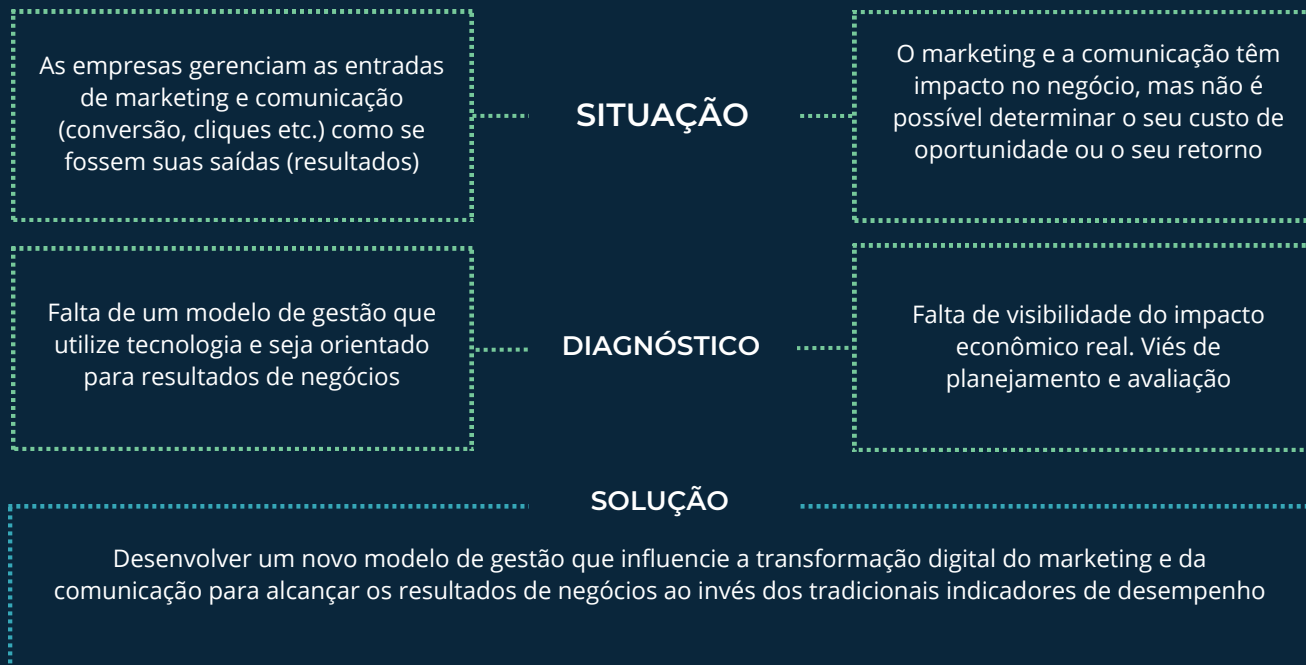 As empresas gerenciam as entradas
de marketing e comunicação
(conversão, cliques etc.) como se
fossem suas saídas (resultados)
SITUAÇÃO
O marketing e a comunicação têm
impacto no negócio, mas não é
possível determinar o seu custo de
oportunidade ou o seu retorno
Falta de um modelo de gestão que
utilize tecnologia e seja orientado
para resultados de negócios
DIAGNÓSTICO
Falta de visibilidade do impacto
econômico real. Viés de
planejamento e avaliação
SOLUÇÃO
Desenvolver um novo modelo de gestão que influencie a transformação digital do marketing e da
comunicação para alcançar os resultados de negócios ao invés dos tradicionais indicadores de desempenho